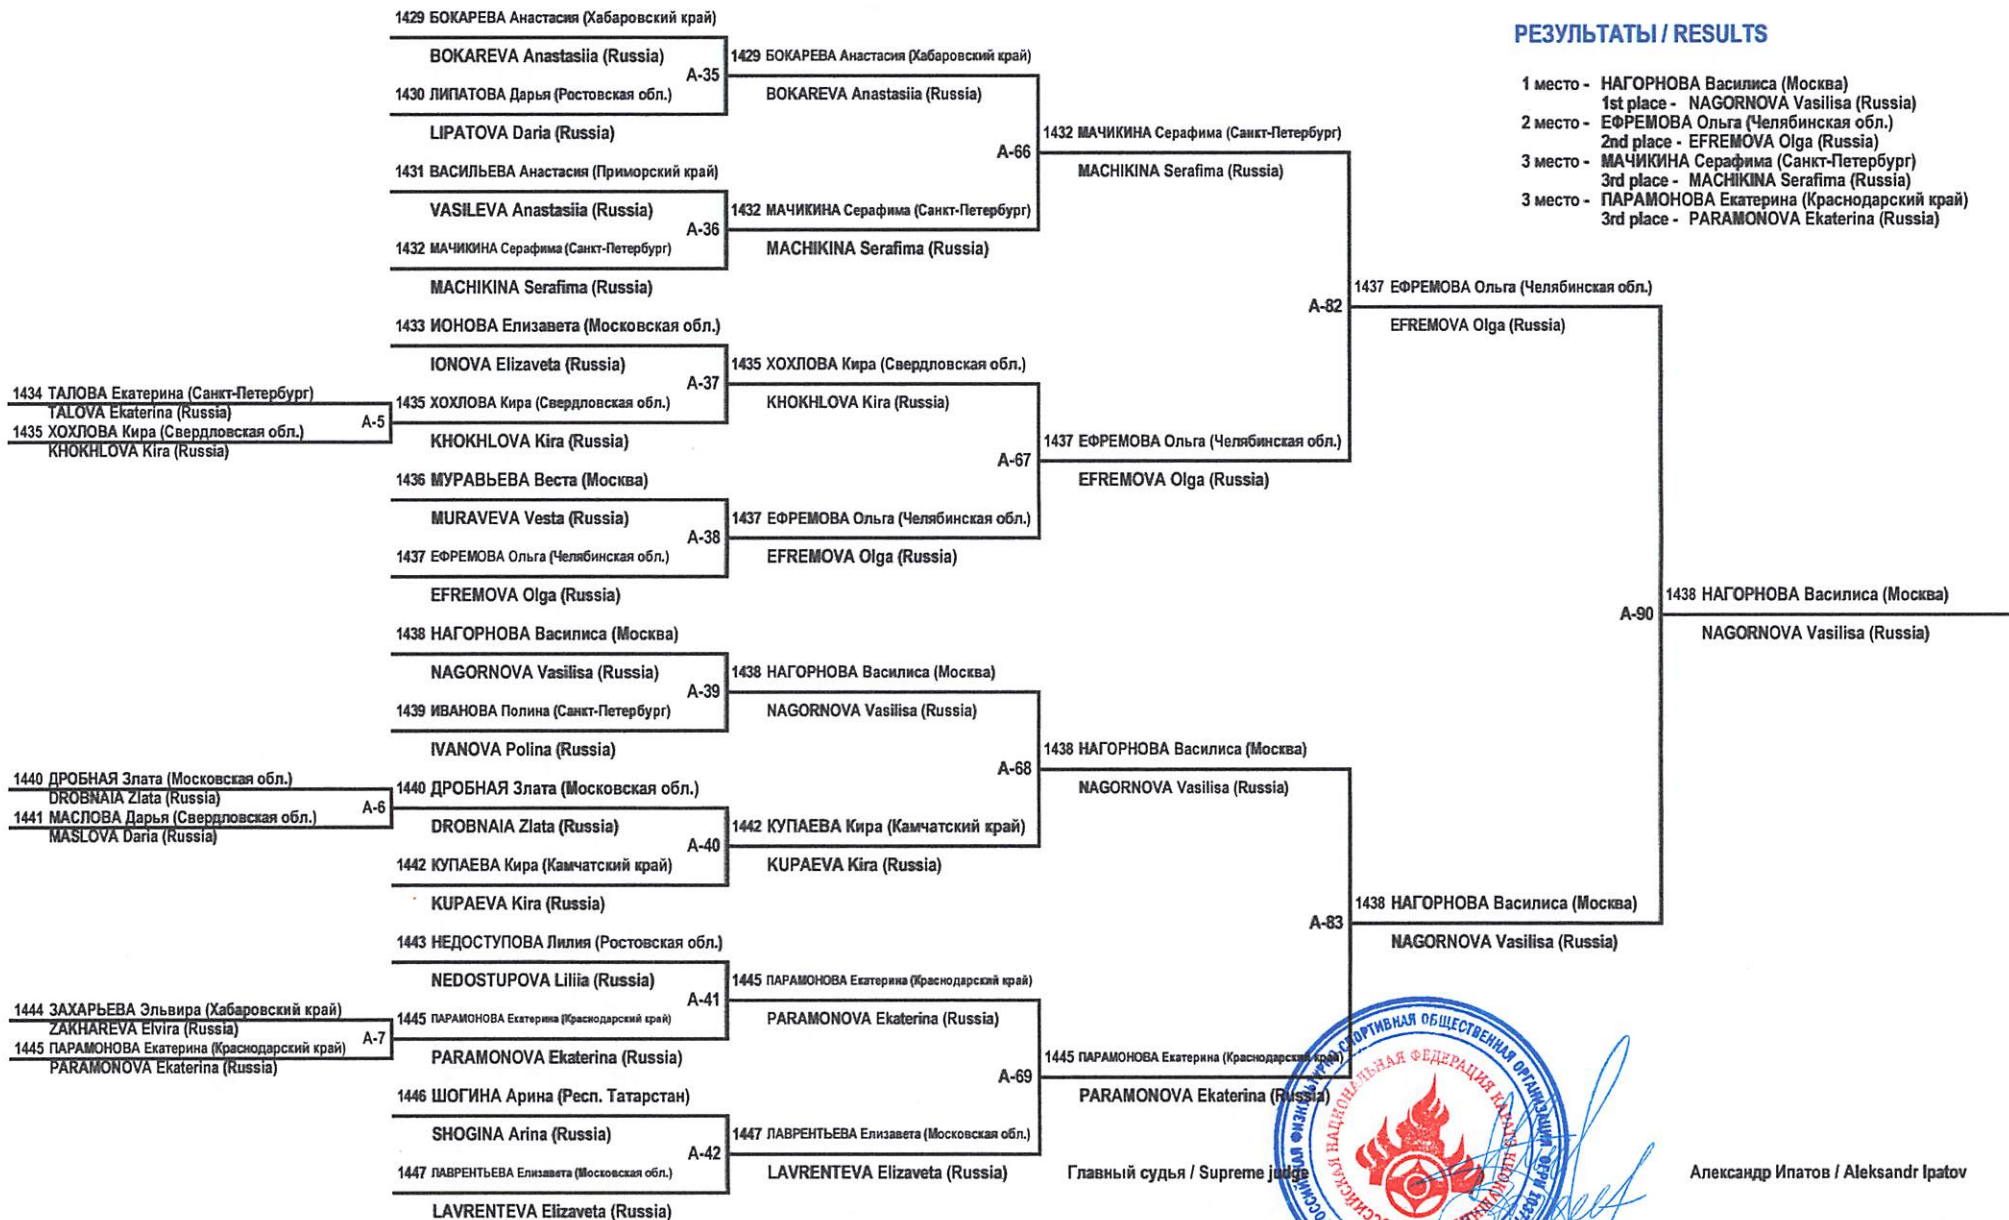 1429 БОКАРЕВА Анастасия (Хабаровский край)
BOKAREVA Anastasiia (Russia)
A-35
1430 ЛИПАТОВА Дарья (Ростовская обл.)
LIPATOVA Daria (Russia)
1431 ВАСИЛЬЕВА Анастасия (Приморский край)
VASILEVA Anastasiia (Russia)
A-36
1432 МАЧИКИНА Серафима (Санкт-Петербург)
MACHIKINA Serafima (Russia)
1433 ИОНОВА Елизавета (Московская обл.)
IONOVA Elizaveta (Russia)
A-37
1434 ТАЛОВА Екатерина (Санкт-Петербург)
TALOVA Ekaterina (Russia)
A-5
1435 ХОХЛОВА Кира (Свердловская обл.)
KHOKHLOVA Kira (Russia)
1435 ХОХЛОВА Кира (Свердловская обл.)
KHOKHLOVA Kira (Russia)
1436 МУРАВЬЕВА Веста (Москва)
MURAVEVA Vesta (Russia)
A-38
1437 ЕФРЕМОВА Ольга (Челябинская обл.)
EFREMOVA Olga (Russia)
1438 НАГОРНОВА Василиса (Москва)
NAGORNOVA Vasilisa (Russia)
A-39
1439 ИВАНОВА Полина (Санкт-Петербург)
IVANOVA Polina (Russia)
1440 ДРОБНАЯ Злата (Московская обл.)
DROBNAIA Zlata (Russia)
A-6
1441 МАСЛОВА Дарья (Свердловская обл.)
MASLOVA Daria (Russia)
1440 ДРОБНАЯ Злата (Московская обл.)
DROBNAIA Zlata (Russia)
A-40
1442 КУПАЕВА Кира (Камчатский край)
KUPAEVA Kira (Russia)
1443 НЕДОСТУПОВА Лилия (Ростовская обл.)
NEDOSTUPOVA Liliia (Russia)
A-41
1444 ЗАХАРЬЕВА Эльвира (Хабаровский край)
ZAKHAREVA Elvira (Russia)
A-7
1445 ПАРАМОНОВА Екатерина (Краснодарский край)
PARAMONOVA Ekaterina (Russia)
1445 ПАРАМОНОВА Екатерина (Краснодарский край)
PARAMONOVA Ekaterina (Russia)
1446 ШОГИНА Арина (Респ. Татарстан)
SHOGINA Arina (Russia)
A-42
1447 ЛАВРЕНТЬЕВА Елизавета (Московская обл.)
LAVRENTEVA Elizaveta (Russia)
1429 БОКАРЕВА Анастасия (Хабаровский край)
BOKAREVA Anastasiia (Russia)
A-66
1432 МАЧИКИНА Серафима (Санкт-Петербург)
MACHIKINA Serafima (Russia)
1435 ХОХЛОВА Кира (Свердловская обл.)
KHOKHLOVA Kira (Russia)
A-67
1437 ЕФРЕМОВА Ольга (Челябинская обл.)
EFREMOVA Olga (Russia)
1438 НАГОРНОВА Василиса (Москва)
NAGORNOVA Vasilisa (Russia)
A-68
1442 КУПАЕВА Кира (Камчатский край)
KUPAEVA Kira (Russia)
1445 ПАРАМОНОВА Екатерина (Краснодарский край)
PARAMONOVA Ekaterina (Russia)
A-69
1447 ЛАВРЕНТЬЕВА Елизавета (Московская обл.)
LAVRENTEVA Elizaveta (Russia)
1432 МАЧИКИНА Серафима (Санкт-Петербург)
MACHIKINA Serafima (Russia)
A-82
1437 ЕФРЕМОВА Ольга (Челябинская обл.)
EFREMOVA Olga (Russia)
1438 НАГОРНОВА Василиса (Москва)
NAGORNOVA Vasilisa (Russia)
A-83
1445 ПАРАМОНОВА Екатерина (Краснодарский край)
PARAMONOVA Ekaterina (Russia)
1437 ЕФРЕМОВА Ольга (Челябинская обл.)
EFREMOVA Olga (Russia)
A-90
1438 НАГОРНОВА Василиса (Москва)
NAGORNOVA Vasilisa (Russia)
1438 НАГОРНОВА Василиса (Москва)
NAGORNOVA Vasilisa (Russia)
РЕЗУЛЬТАТЫ / RESULTS
1 место - НАГОРНОВА Василиса (Москва)
1st place - NAGORNOVA Vasilisa (Russia)
2 место - ЕФРЕМОВА Ольга (Челябинская обл.)
2nd place - EFREMOVA Olga (Russia)
3 место - МАЧИКИНА Серафима (Санкт-Петербург)
3rd place - MACHIKINA Serafima (Russia)
3 место - ПАРАМОНОВА Екатерина (Краснодарский край)
3rd place - PARAMONOVA Ekaterina (Russia)
Главный судья / Supreme judge
Александр Ипатов / Aleksandr Ipatov
СПОРТИВНАЯ ОБЩЕСТВЕННАЯ ОРГАНИЗАЦИЯ
НАЦИОНАЛЬНАЯ ФЕДЕРАЦИЯ КАРАТЭ